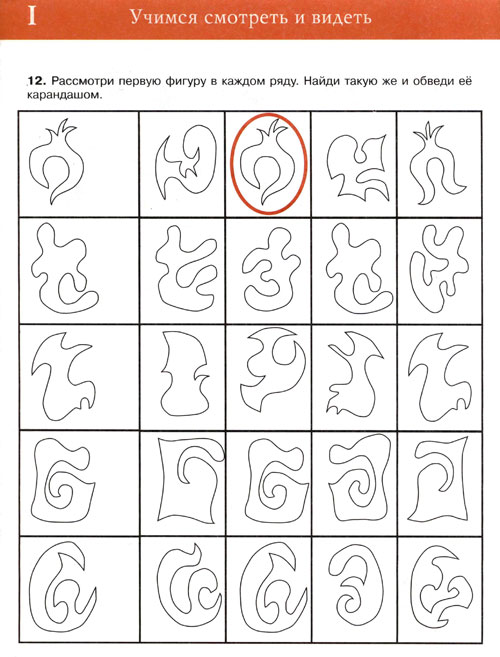 I
Учимся смотреть и видеть
12. Рассмотри первую фигуру в каждом ряду. Найди такую же и обведи её
карандашом.